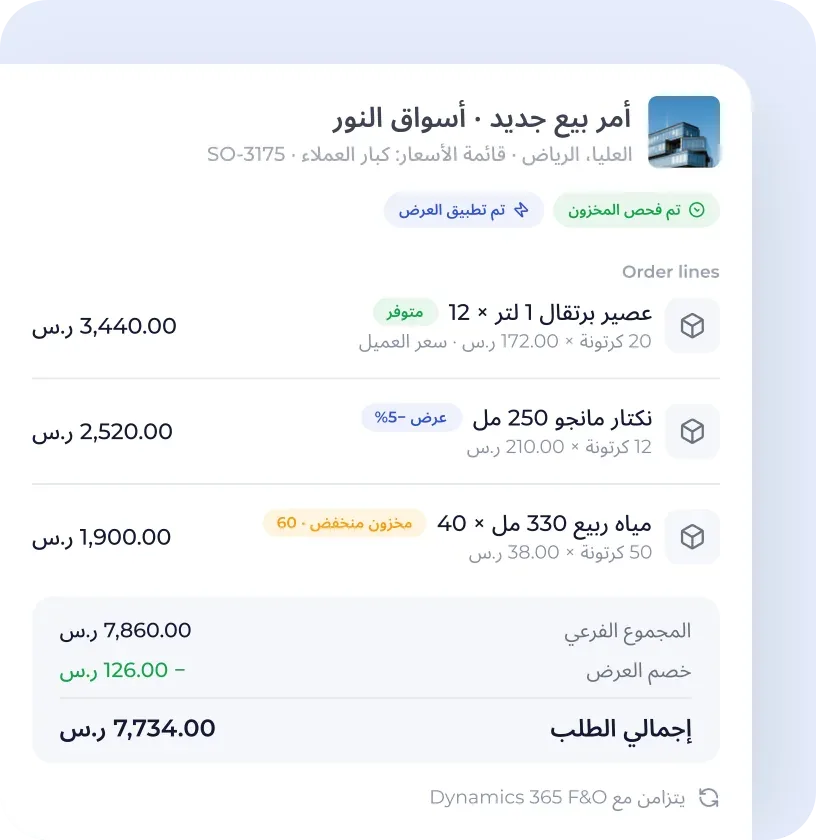 أمر بيع جديد · أسواق النور
العليا، الرياض · قائمة الأسعار: كبار العملاء · SO-3175
تم فحص المخزون
تم تطبيق العرض
Order lines
عصير برتقال 1 لتر × 12 متوفر
20 كرتونة × 172.00 ر.س · سعر العميل
3,440.00 ر.س
نكتار مانجو 250 مل عرض −5%
12 كرتونة × 210.00 ر.س
2,520.00 ر.س
مياه ربيع 330 مل × 40 مخزون منخفض · 60
50 كرتونة × 38.00 ر.س
1,900.00 ر.س
المجموع الفرعي 7,860.00 ر.س
خصم العرض − 126.00 ر.س
إجمالي الطلب 7,734.00 ر.س
يتزامن مع Dynamics 365 F&O